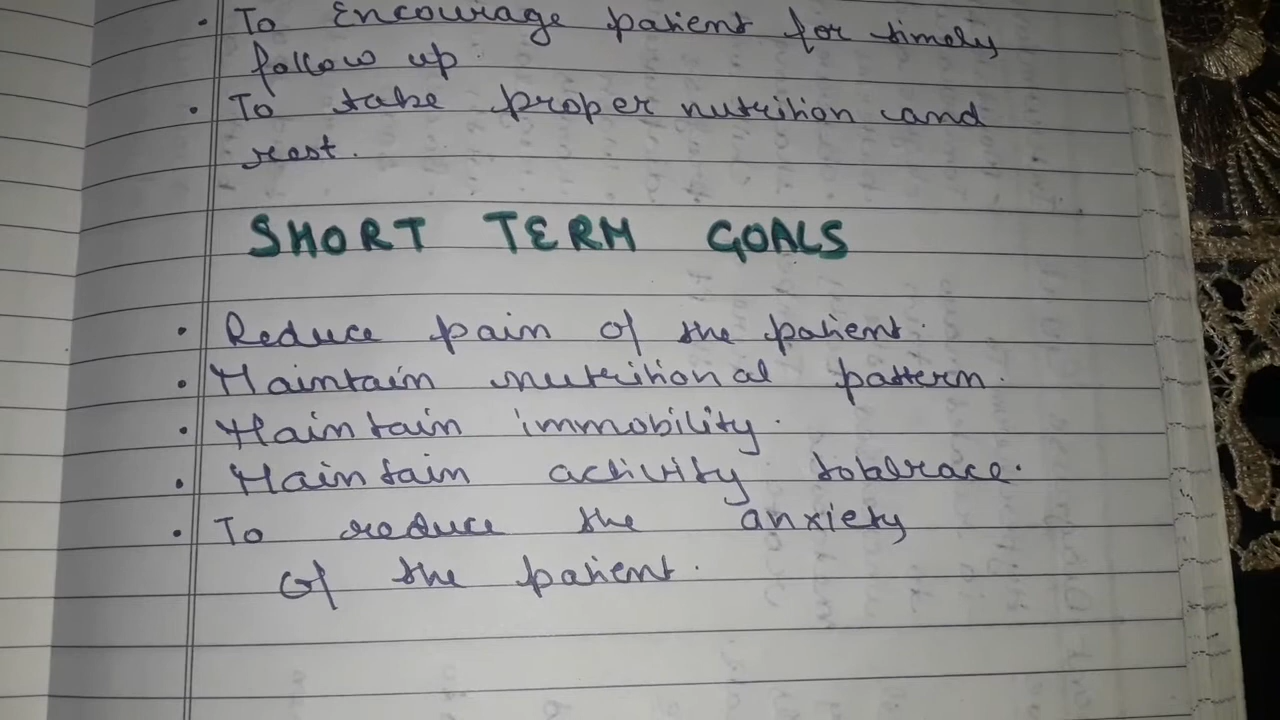 • To Encourage patient for timely
follow up.
• To take proper nutrition and
rest.
SHORT TERM GOALS
• Reduce pain of the patient.
• Maintain nutritional pattern.
• Maintain immobility.
• Maintain activity tolerace.
• To reduce the anxiety
of the patient.